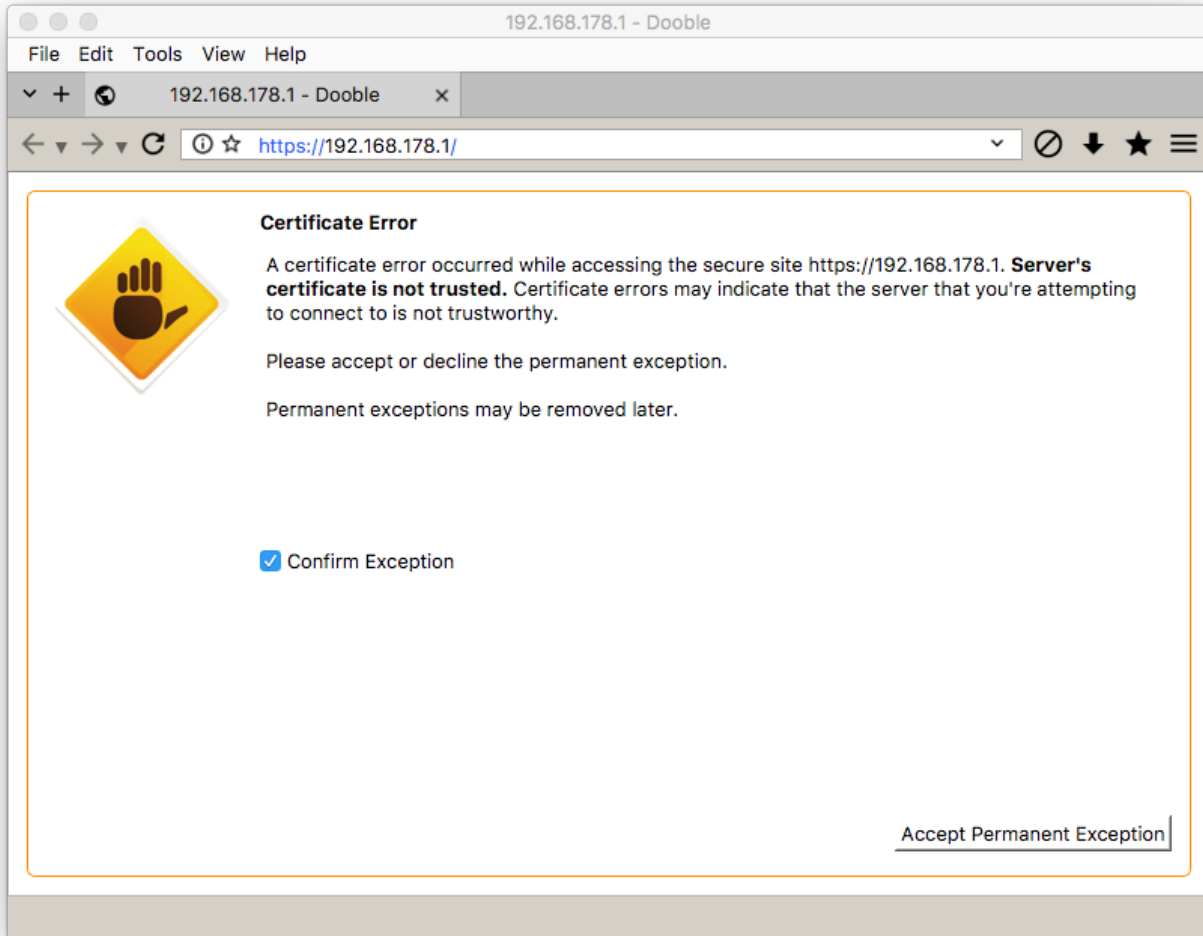 192.168.178.1 - Dooble
File Edit Tools View Help
192.168.178.1 - Dooble
https://192.168.178.1/
Certificate Error
A certificate error occurred while accessing the secure site https://192.168.178.1. Server's
certificate is not trusted. Certificate errors may indicate that the server that you're attempting
to connect to is not trustworthy.
Please accept or decline the permanent exception.
Permanent exceptions may be removed later.
Confirm Exception
Accept Permanent Exception